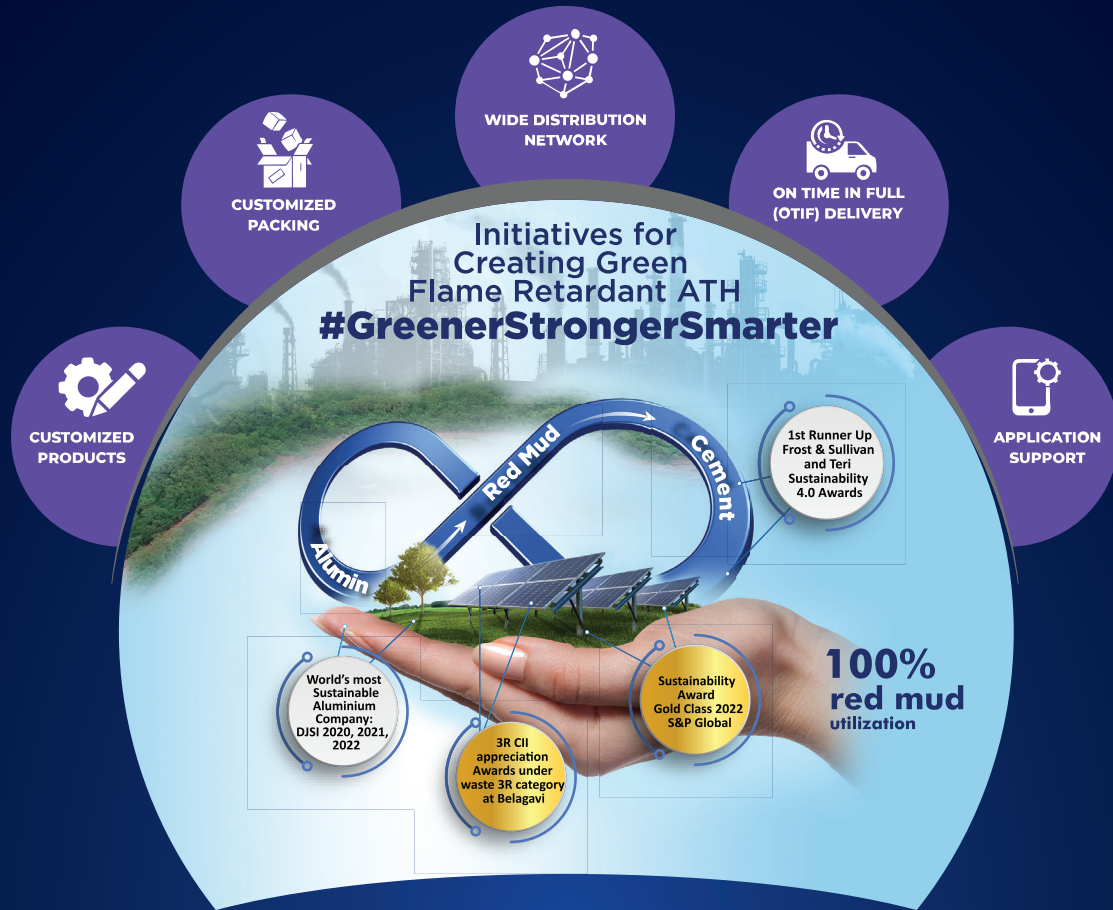 WIDE DISTRIBUTION
NETWORK
CUSTOMIZED
PACKING
ON TIME IN FULL
(OTIF) DELIVERY
CUSTOMIZED
PRODUCTS
APPLICATION
SUPPORT
Initiatives for
Creating Green
Flame Retardant ATH
#GreenerStrongerSmarter
Alumin
Red Mud
Cement
1st Runner Up
Frost & Sullivan
and Teri
Sustainability
4.0 Awards
World's most
Sustainable
Aluminium
Company:
DJSI 2020, 2021,
2022
3R CII
appreciation
Awards under
waste 3R category
at Belagavi
Sustainability
Award
Gold Class 2022
S&P Global
100%
red mud
utilization